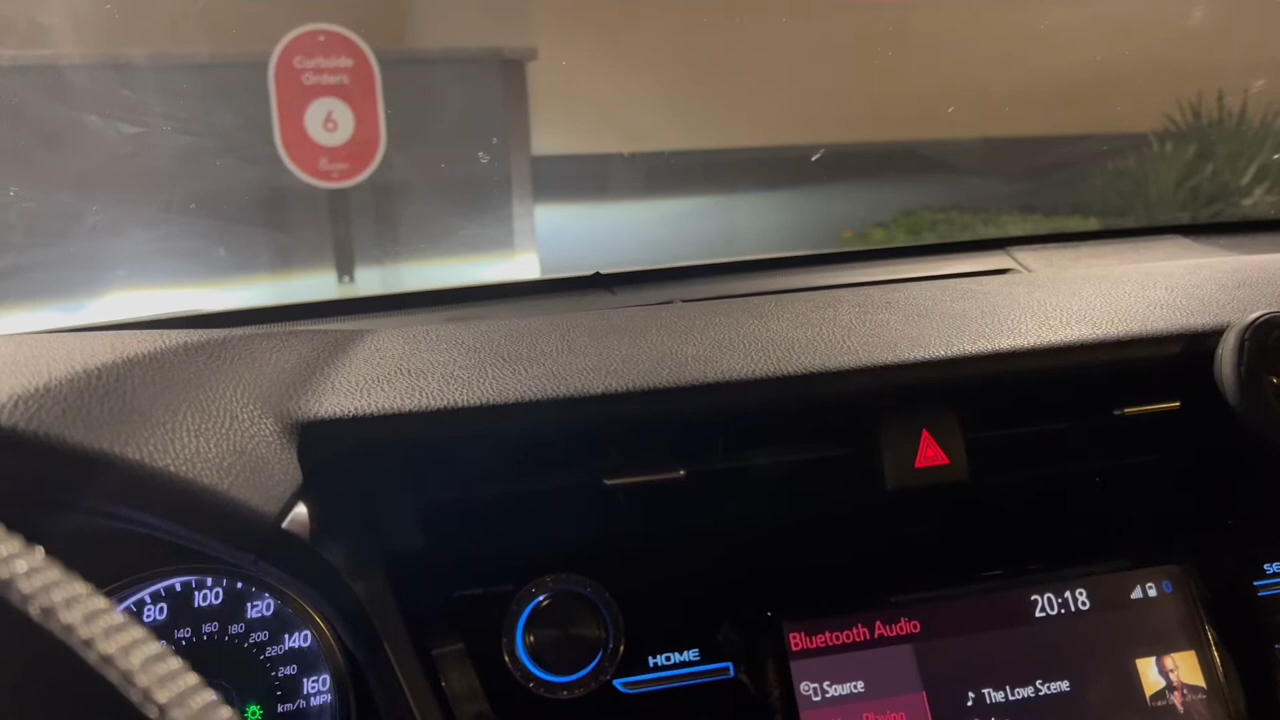 Curbside
Orders
6
80
100
120
140
160
140
160
180
200
220
240
km/h MPH
HOME
20:18
Bluetooth Audio
Source
The Love Scene
Playing